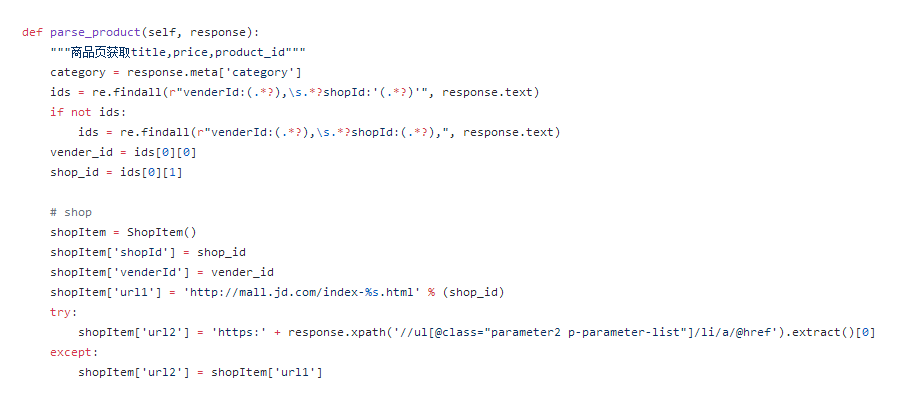 def parse_product(self, response):
    """商品页获取title,price,product_id"""
    category = response.meta['category']
    ids = re.findall(r"venderId:(.*?),\s.*?shopId:'(.*?)'", response.text)
    if not ids:
        ids = re.findall(r"venderId:(.*?),\s.*?shopId:(.*?),", response.text)
    vender_id = ids[0][0]
    shop_id = ids[0][1]

    # shop
    shopItem = ShopItem()
    shopItem['shopId'] = shop_id
    shopItem['venderId'] = vender_id
    shopItem['url1'] = 'http://mall.jd.com/index-%s.html' % (shop_id)
    try:
        shopItem['url2'] = 'https:' + response.xpath('//ul[@class="parameter2 p-parameter-list"]/li/a/@href').extract()[0]
    except:
        shopItem['url2'] = shopItem['url1']